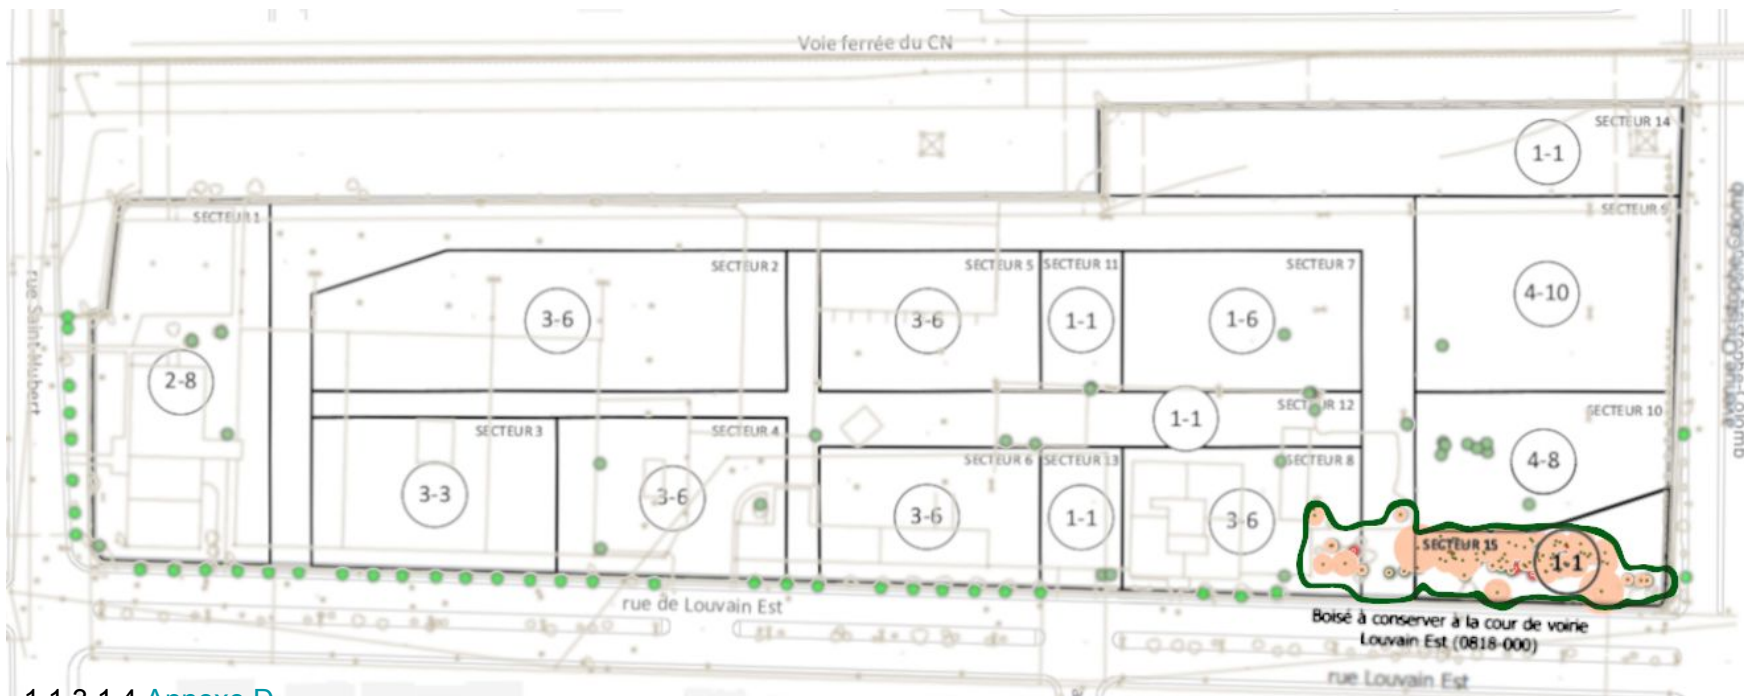 Voie ferrée du CN
SECTEUR 14
1-1
SECTEUR 1
SECTEUR 2
SECTEUR 5
SECTEUR 11
SECTEUR 7
3-6
3-6
1-1
1-6
4-10
rue Saint-Hubert
2-8
SECTEUR 3
SECTEUR 4
1-1
SECTEUR 12
SECTEUR 10
SECTEUR 6
SECTEUR 13
SECTEUR 8
4-8
3-3
3-6
3-6
1-1
3-6
SECTEUR 15
1-1
rue de Louvain Est
Boisé à conserver à la cour de voirie
Louvain Est (0818-000)
rue Louvain Est